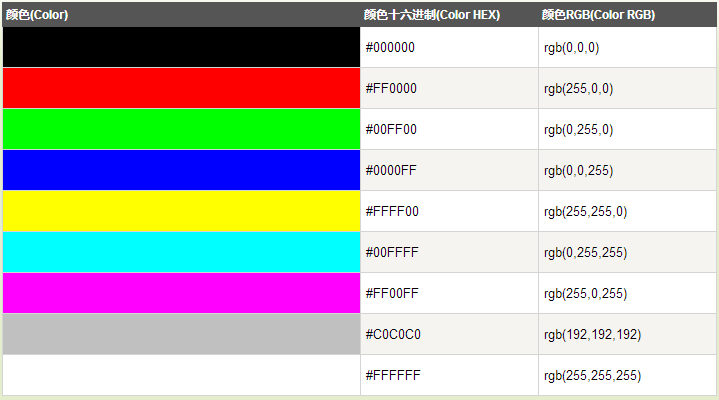 颜色(Color) 颜色十六进制(Color HEX) 颜色RGB(Color RGB)
#000000 rgb(0,0,0)
#FF0000 rgb(255,0,0)
#00FF00 rgb(0,255,0)
#0000FF rgb(0,0,255)
#FFFF00 rgb(255,255,0)
#00FFFF rgb(0,255,255)
#FF00FF rgb(255,0,255)
#C0C0C0 rgb(192,192,192)
#FFFFFF rgb(255,255,255)